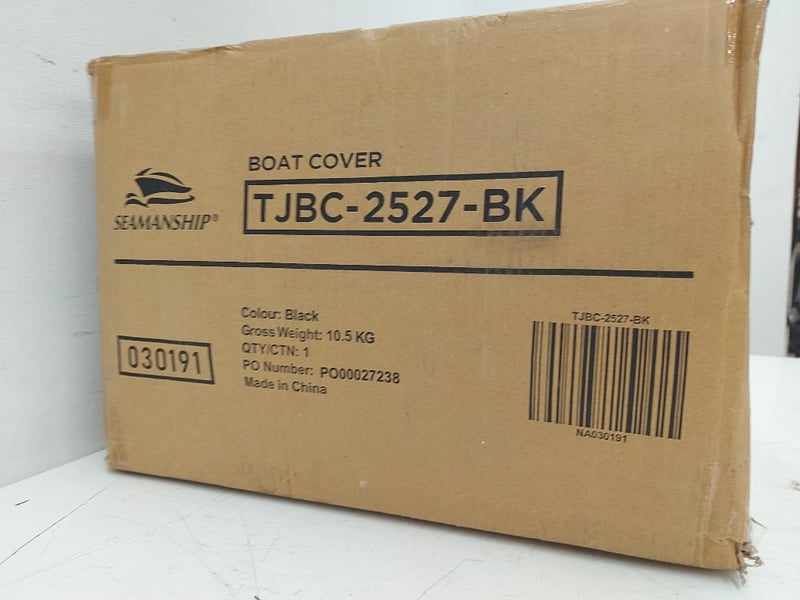 BOAT COVER
TJBC-2527-BK
SEAMANSHIP®
Colour: Black
Gross Weight: 10.5 KG
QTY/CTN: 1
PO Number: PO00027238
Made in China
030191
TJBC-2527-BK
NA030191